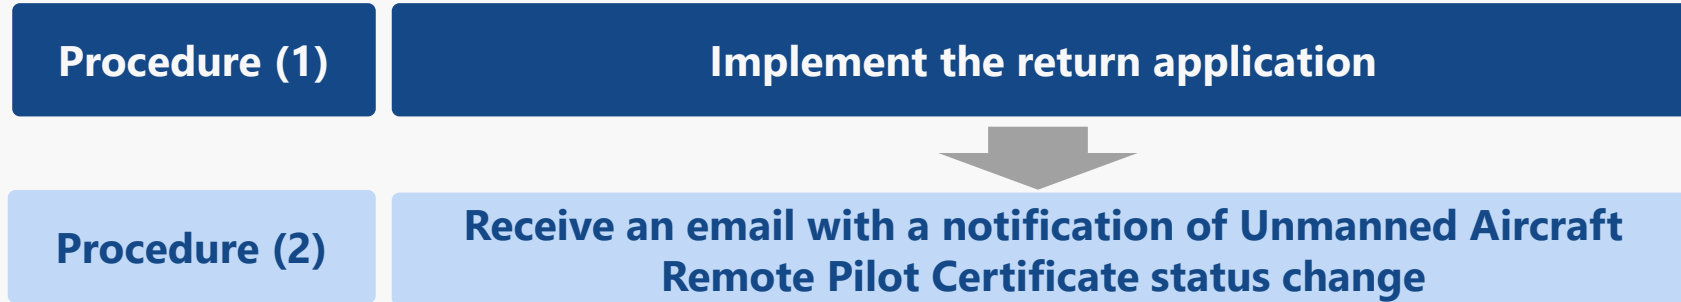 Procedure (1)
Implement the return application
Procedure (2)
Receive an email with a notification of Unmanned Aircraft
Remote Pilot Certificate status change